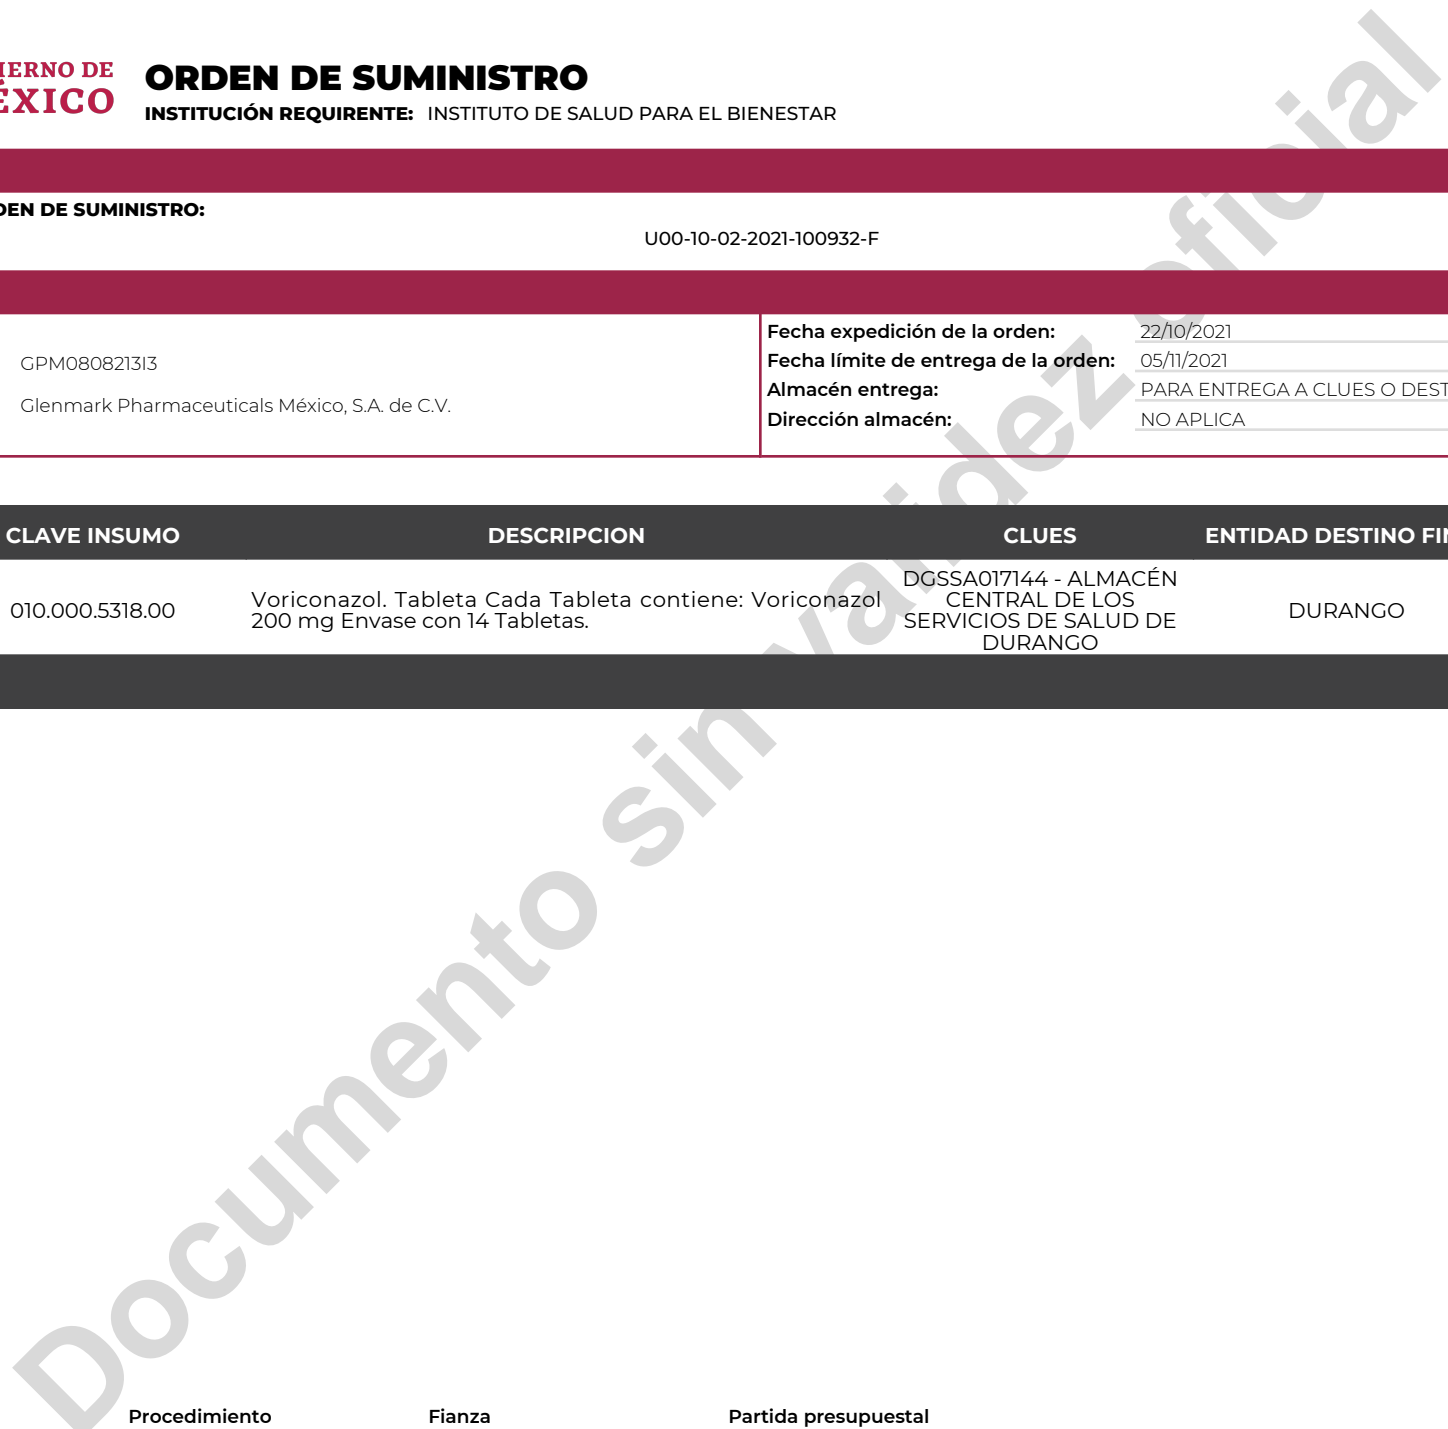 IERNO DE
ÉXICO
ORDEN DE SUMINISTRO
INSTITUCIÓN REQUIRENTE: INSTITUTO DE SALUD PARA EL BIENESTAR
DEN DE SUMINISTRO:
U00-10-02-2021-100932-F
GPM0808213I3
Glenmark Pharmaceuticals México, S.A. de C.V.
Fecha expedición de la orden: 22/10/2021
Fecha límite de entrega de la orden: 05/11/2021
Almacén entrega: PARA ENTREGA A CLUES O DEST
Dirección almacén: NO APLICA
CLAVE INSUMO DESCRIPCION CLUES ENTIDAD DESTINO FIN
010.000.5318.00
Voriconazol. Tableta Cada Tableta contiene: Voriconazol
200 mg Envase con 14 Tabletas.
DGSSA017144 - ALMACÉN
CENTRAL DE LOS
SERVICIOS DE SALUD DE
DURANGO
DURANGO
Documento sin validez oficial
Procedimiento Fianza Partida presupuestal